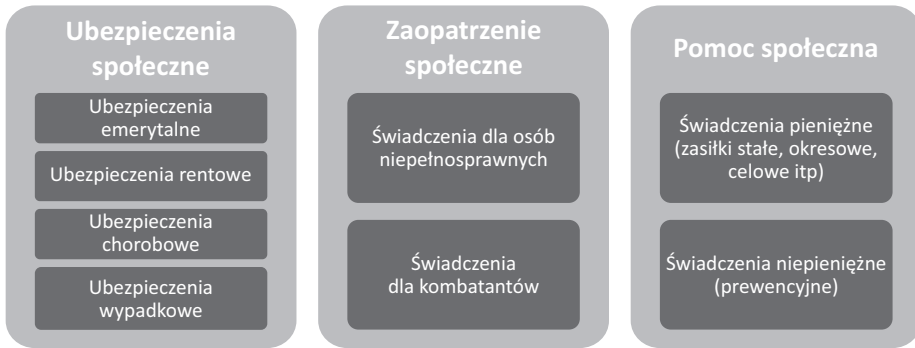 Ubezpieczenia
społeczne
Ubezpieczenia
emerytalne
Ubezpieczenia rentowe
Ubezpieczenia
chorobowe
Ubezpieczenia
wypadkowe
Zaopatrzenie
społeczne
Świadczenia dla osób
niepełnosprawnych
Świadczenia
dla kombatantów
Pomoc społeczna
Świadczenia pieniężne
(zasiłki stałe, okresowe,
celowe itp)
Świadczenia niepieniężne
(prewencyjne)